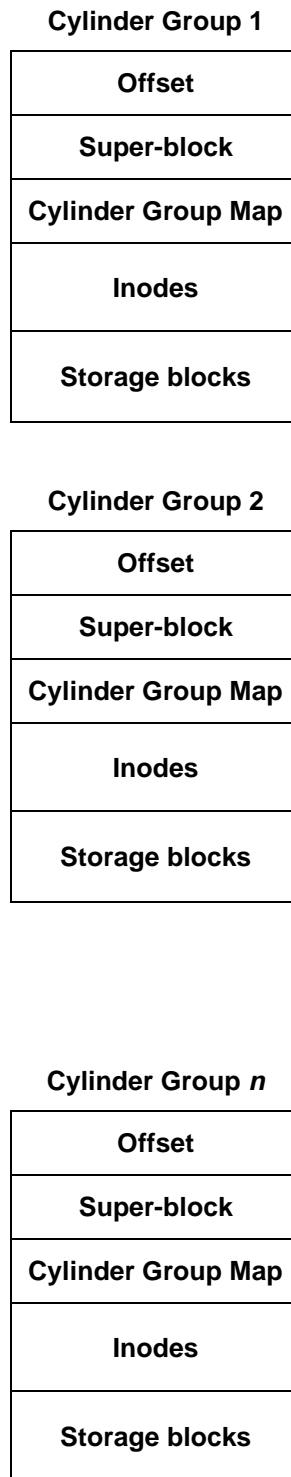 Cylinder Group 1
Offset
Super-block
Cylinder Group Map
Inodes
Storage blocks
Cylinder Group 2
Offset
Super-block
Cylinder Group Map
Inodes
Storage blocks
Cylinder Group n
Offset
Super-block
Cylinder Group Map
Inodes
Storage blocks